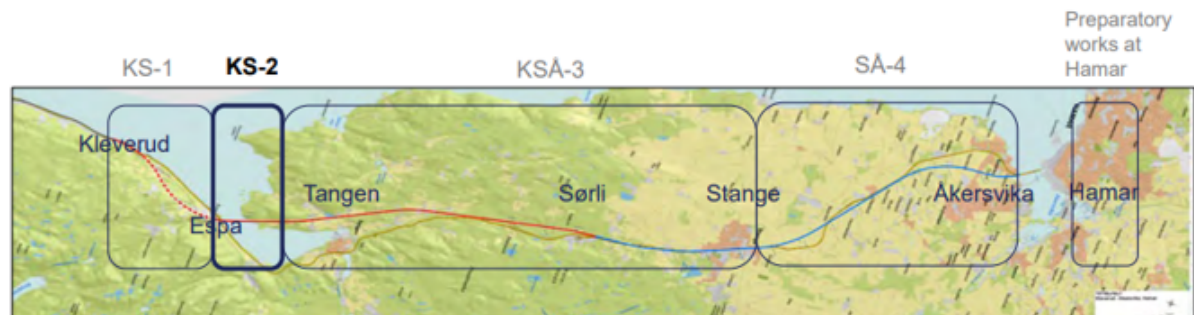 Preparatory
works at
Hamar
KS-1
KS-2
KSÅ-3
SÅ-4
Kleverud
Espa
Tangen
Sørli
Stange
Åkersvika
Hamar